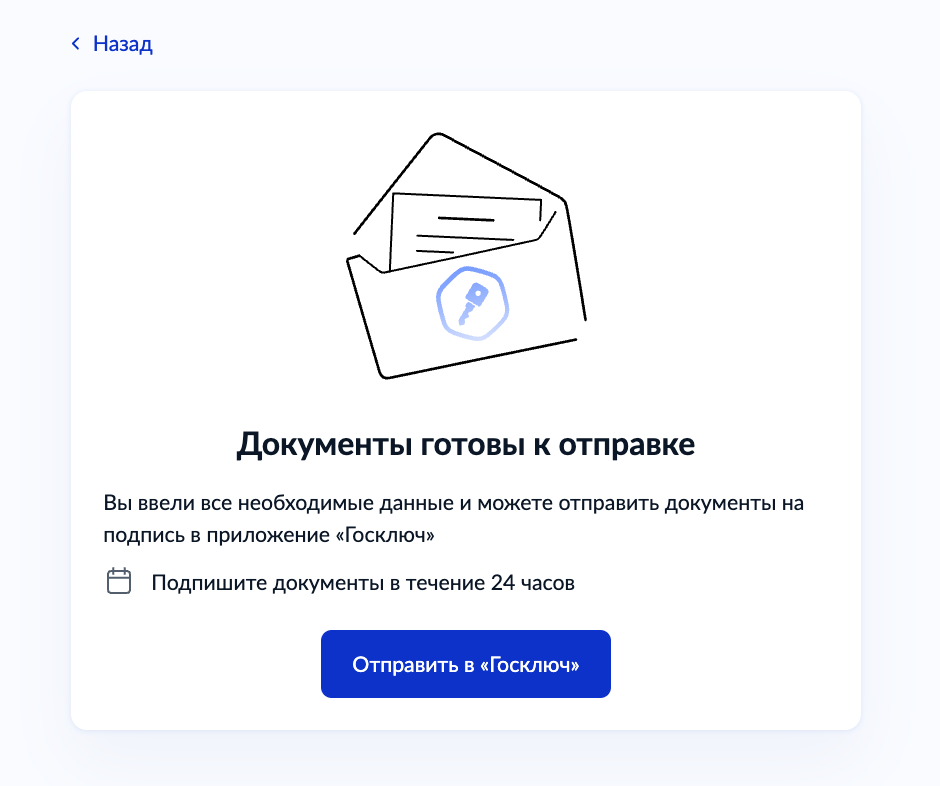 Назад
Документы готовы к отправке
Вы ввели все необходимые данные и можете отправить документы на
подпись в приложение «Госключ»
Подпишите документы в течение 24 часов
Отправить в «Госключ»